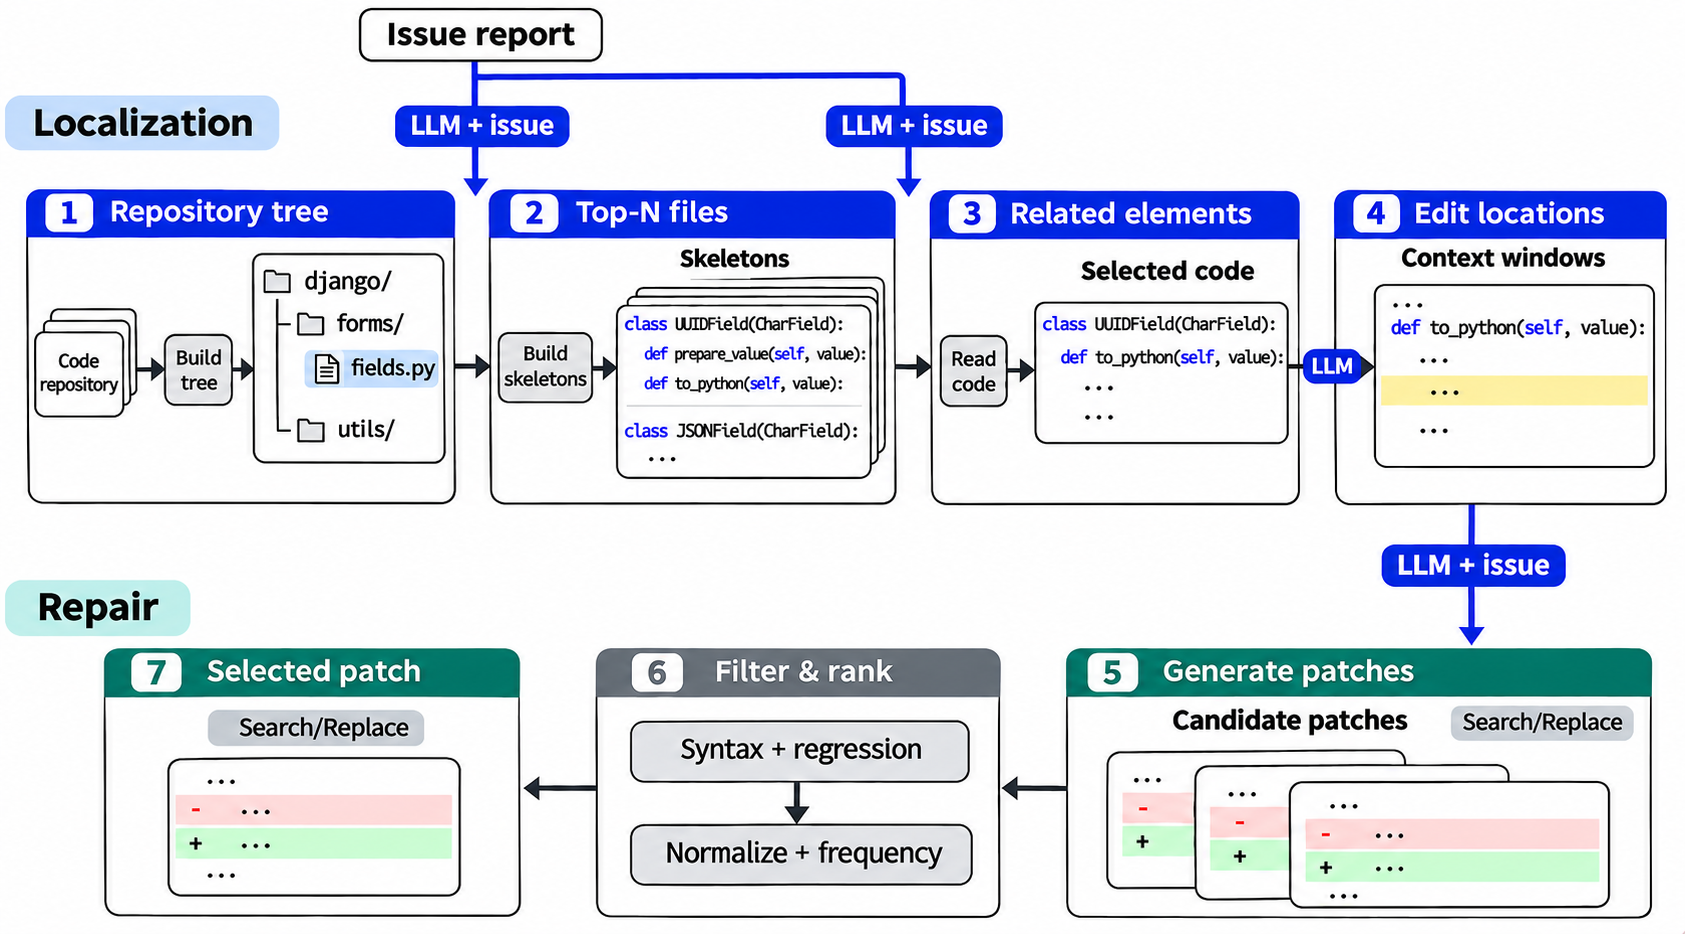 Issue report
Localization
LLM + issue
LLM + issue
1 Repository tree
Code
repository
Build
tree
django/
forms/
fields.py
utils/
2 Top-N files
Skeletons
Build
skeletons
class UUIDField(CharField):
def prepare_value(self, value):
def to_python(self, value):
class JSONField(CharField):
...
3 Related elements
Selected code
Read
code
class UUIDField(CharField):
def to_python(self, value):
...
...
LLM
4 Edit locations
Context windows
...
def to_python(self, value):
...
...
...
LLM + issue
Repair
7 Selected patch
Search/Replace
...
- ...
+ ...
...
6 Filter & rank
Syntax + regression
Normalize + frequency
5 Generate patches
Candidate patches
Search/Replace
...
-
+
...
-
+
...
- ...
+ ...
...